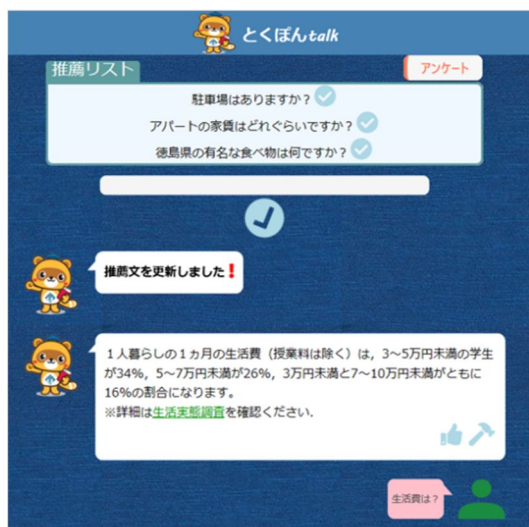 とくぽんtalk
推薦リスト
アンケート
駐車場はありますか？
アパートの家賃はどれぐらいですか？
徳島県の有名な食べ物は何ですか？
推薦文を更新しました❗
１人暮らしの１ヵ月の生活費（授業料は除く）は，3～5万円未満の学生
が34%，5～7万円未満が26%，3万円未満と7～10万円未満がともに
16%の割合になります。
※詳細は生活実態調査を確認ください.
生活費は？